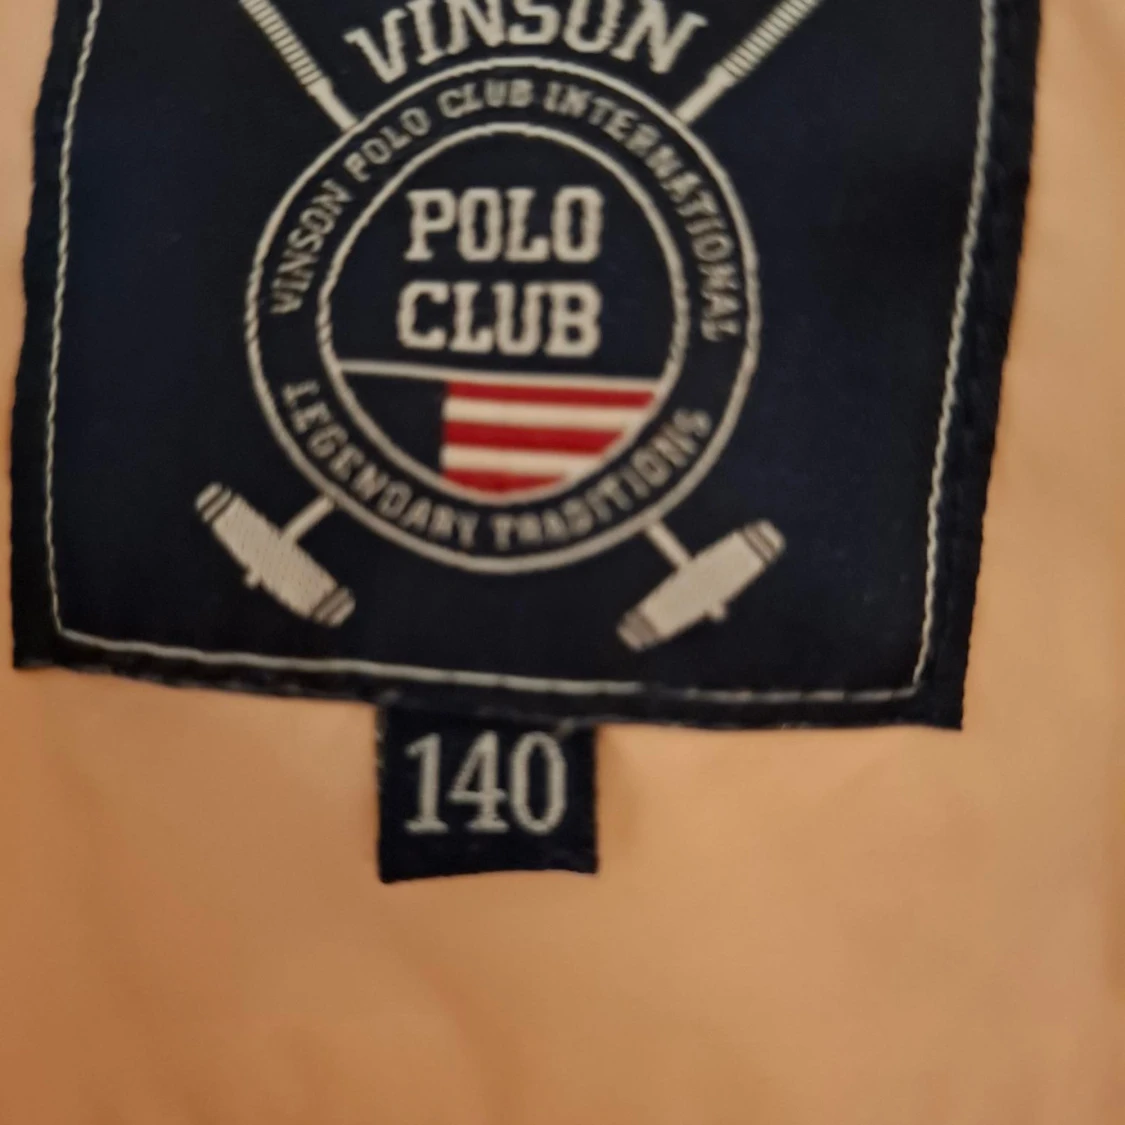 VINSON
VINSON POLO CLUB INTERNATIONAL
POLO
CLUB
LEGENDARY TRADITIONS
140